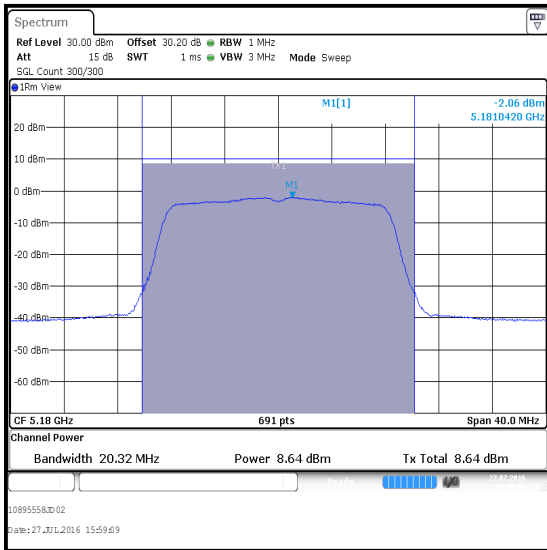 Spectrum
Ref Level 30.00 dBm Offset 30.20 dB RBW 1 MHz
Att 15 dB SWT 1 ms VBW 3 MHz Mode Sweep
SGL Count 300/300
1Rm View
M1[1] -2.06 dBm
5.1810420 GHz
20 dBm
10 dBm
TX1
0 dBm
M1
-10 dBm
-20 dBm
-30 dBm
-40 dBm
-50 dBm
-60 dBm
CF 5.18 GHz 691 pts Span 40.0 MHz
Channel Power
Bandwidth 20.32 MHz Power 8.64 dBm Tx Total 8.64 dBm
Ready 27.07.2016
10895558JD02
Date: 27.JUL.2016 15:59:09